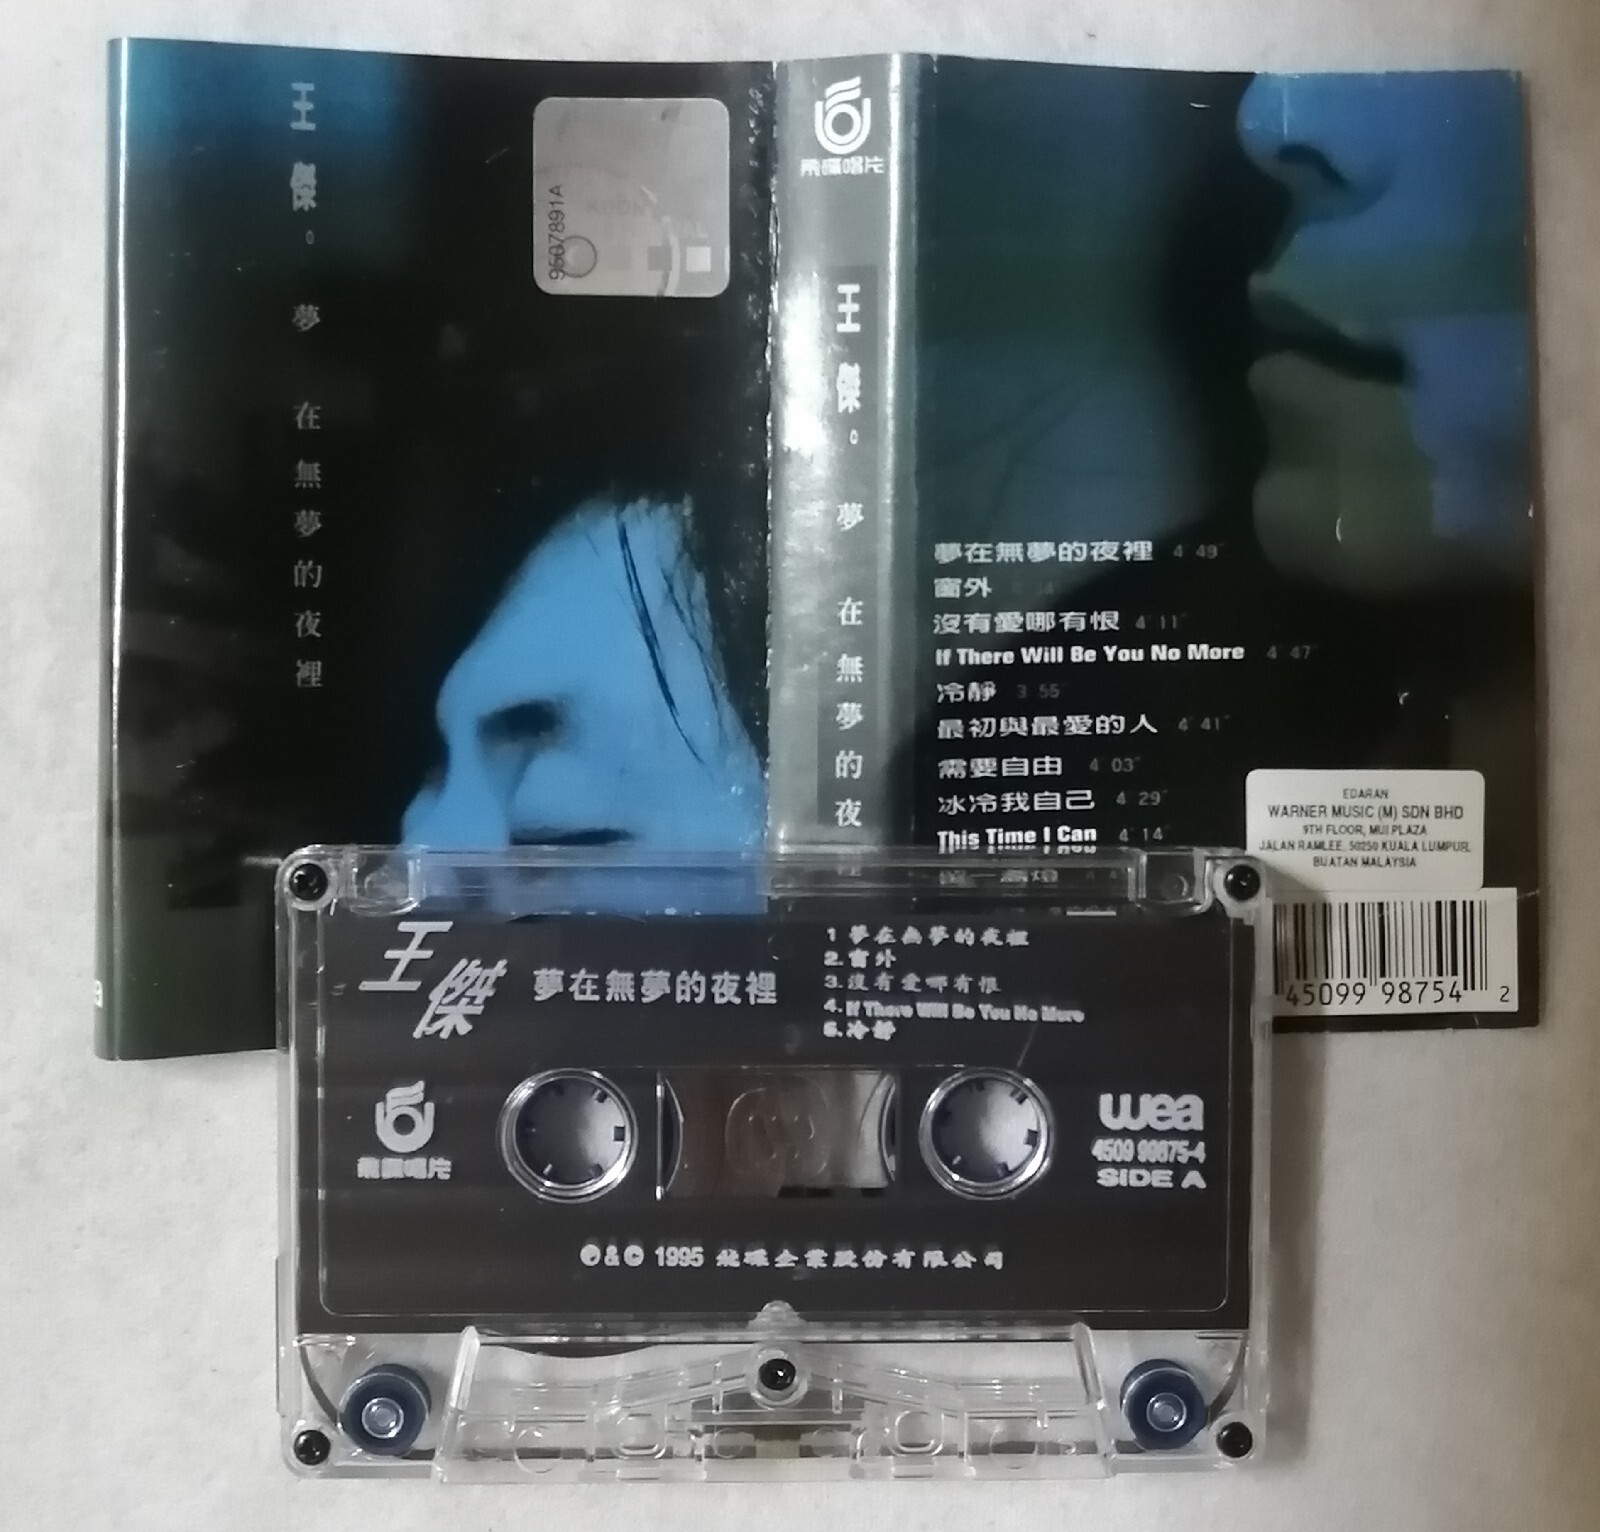 王傑。夢在無夢的夜裡
9507891A
飛碟唱片
王傑。夢在無夢的夜
夢在無夢的夜裡 4'49"
窗外
沒有愛哪有恨 4'11"
If There Will Be You No More 4'47"
冷靜 3'55"
最初與最愛的人 4'41"
需要自由 4'03"
冰冷我自己 4'29"
This Time I Can 4'14"
EDARAN
WARNER MUSIC (M) SDN BHD
9TH FLOOR, MUI PLAZA
JALAN RAMLEE, 50250 KUALA LUMPUR,
BUATAN MALAYSIA
45099 98754 2
王傑
夢在無夢的夜裡
1 夢在無夢的夜裡
2. 窗外
3. 沒有愛哪有恨
4. If There Will Be You No More
5. 冷靜
飛碟唱片
wea
4509 99875-4
SIDE A
℗ & © 1995 飛碟企業股份有限公司